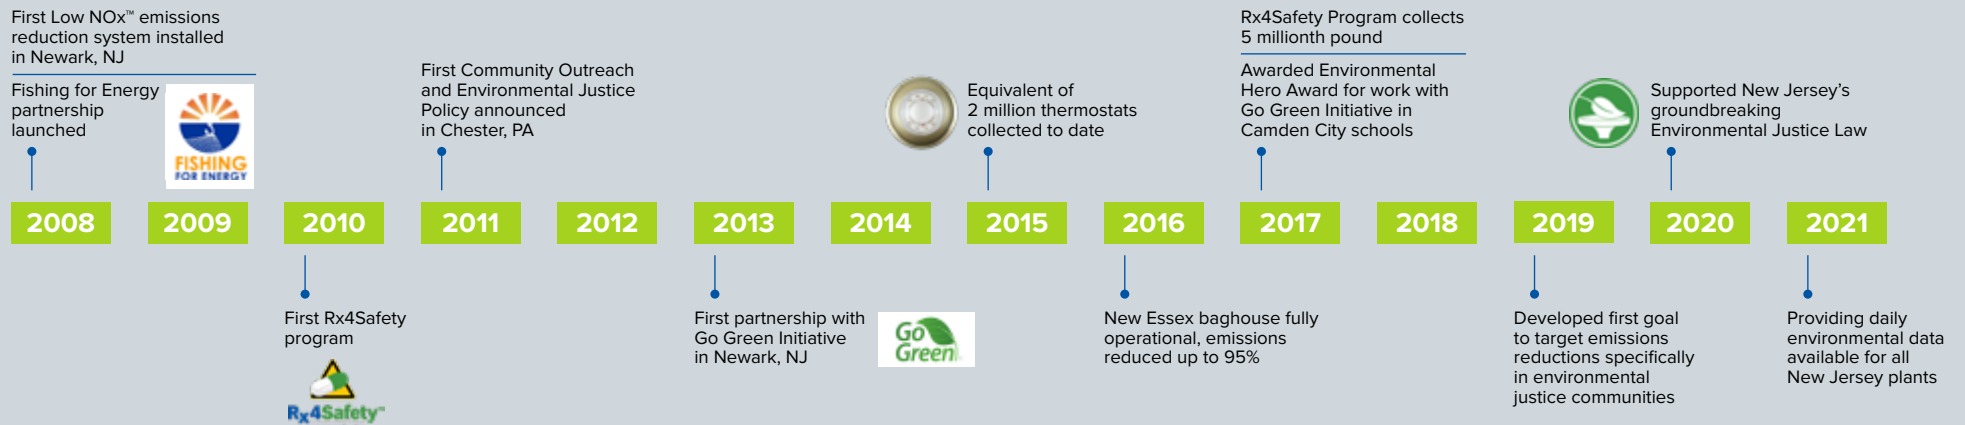 First Low NOx™ emissions
reduction system installed
in Newark, NJ
Fishing for Energy
partnership
launched
FISHING
FOR ENERGY
First Community Outreach
and Environmental Justice
Policy announced
in Chester, PA
Equivalent of
2 million thermostats
collected to date
Rx4Safety Program collects
5 millionth pound
Awarded Environmental
Hero Award for work with
Go Green Initiative in
Camden City schools
Supported New Jersey’s
groundbreaking
Environmental Justice Law
2008
2009
2010
2011
2012
2013
2014
2015
2016
2017
2018
2019
2020
2021
First Rx4Safety
program
Rx4Safety™
First partnership with
Go Green Initiative
in Newark, NJ
Go
Green
New Essex baghouse fully
operational, emissions
reduced up to 95%
Developed first goal
to target emissions
reductions specifically
in environmental
justice communities
Providing daily
environmental data
available for all
New Jersey plants